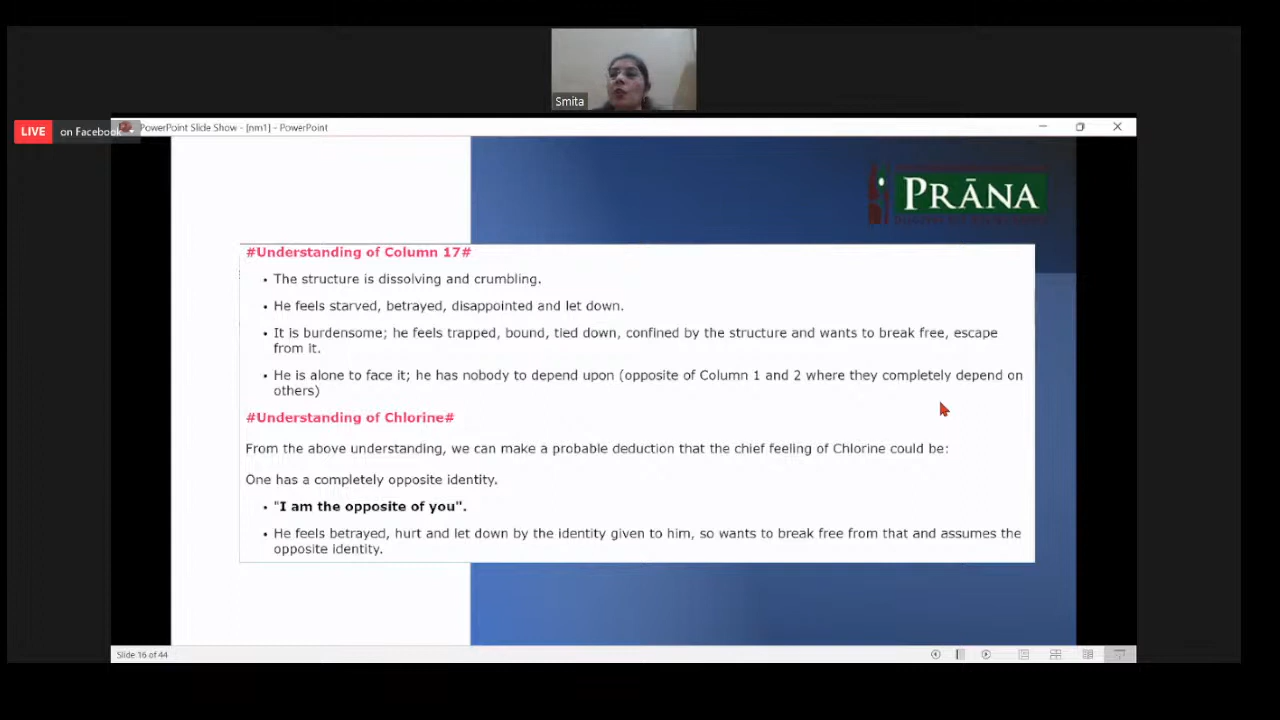 Smita
LIVE on Facebook
PowerPoint Slide Show - [nm1] - PowerPoint
PRĀNA
#Understanding of Column 17#
• The structure is dissolving and crumbling.
• He feels starved, betrayed, disappointed and let down.
• It is burdensome; he feels trapped, bound, tied down, confined by the structure and wants to break free, escape
from it.
• He is alone to face it; he has nobody to depend upon (opposite of Column 1 and 2 where they completely depend on
others)
#Understanding of Chlorine#
From the above understanding, we can make a probable deduction that the chief feeling of Chlorine could be:
One has a completely opposite identity.
• "I am the opposite of you".
• He feels betrayed, hurt and let down by the identity given to him, so wants to break free from that and assumes the
opposite identity.
Slide 16 of 44